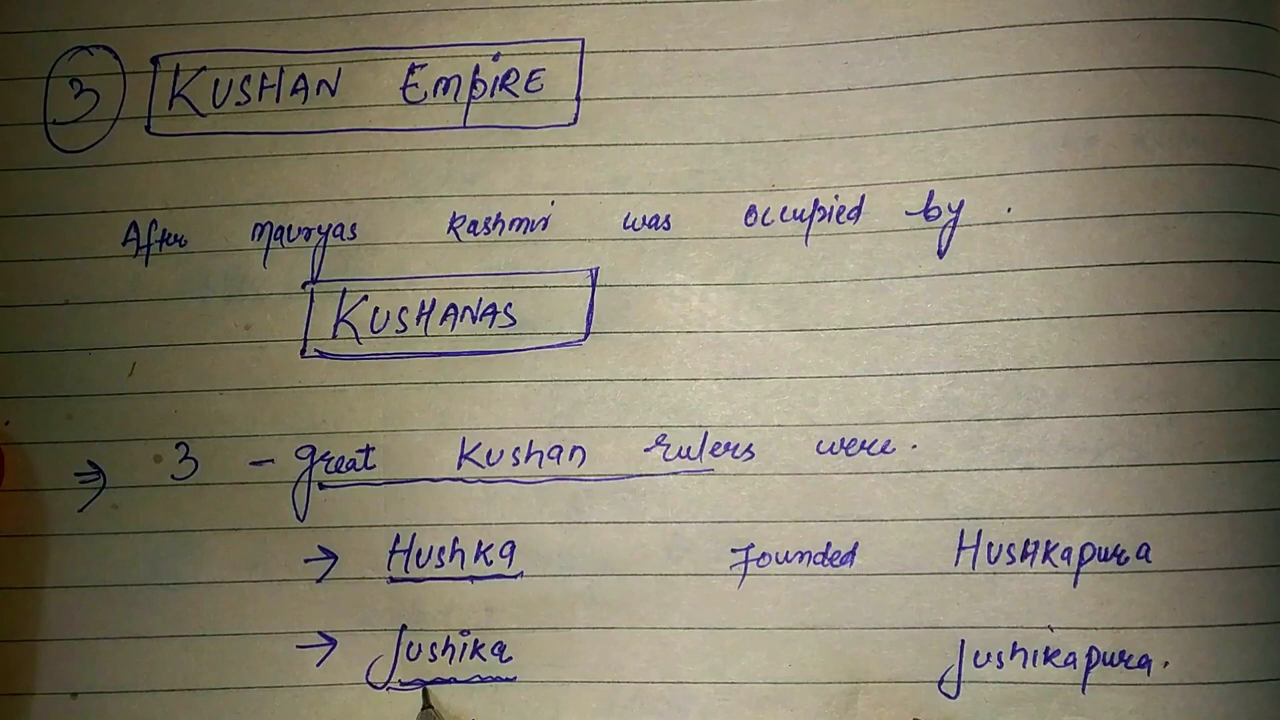 3 KUSHAN EMPIRE
After mauryas Kashmir was occupied by .
KUSHANAS
⇒ 3 - great Kushan rulers were .
→ Hushka Founded Hushkapura
→ Jushika Jushikapura.